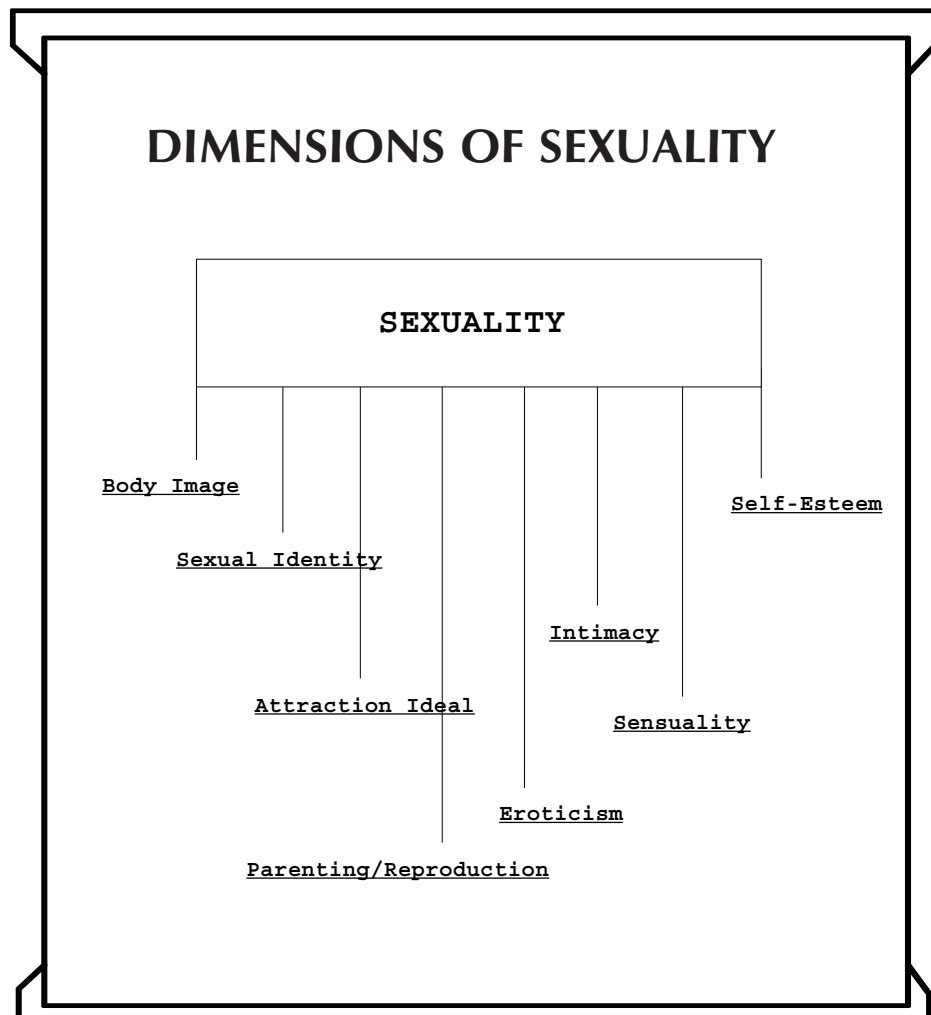 DIMENSIONS OF SEXUALITY
SEXUALITY
Body Image
Self-Esteem
Sexual Identity
Intimacy
Attraction Ideal
Sensuality
Eroticism
Parenting/Reproduction